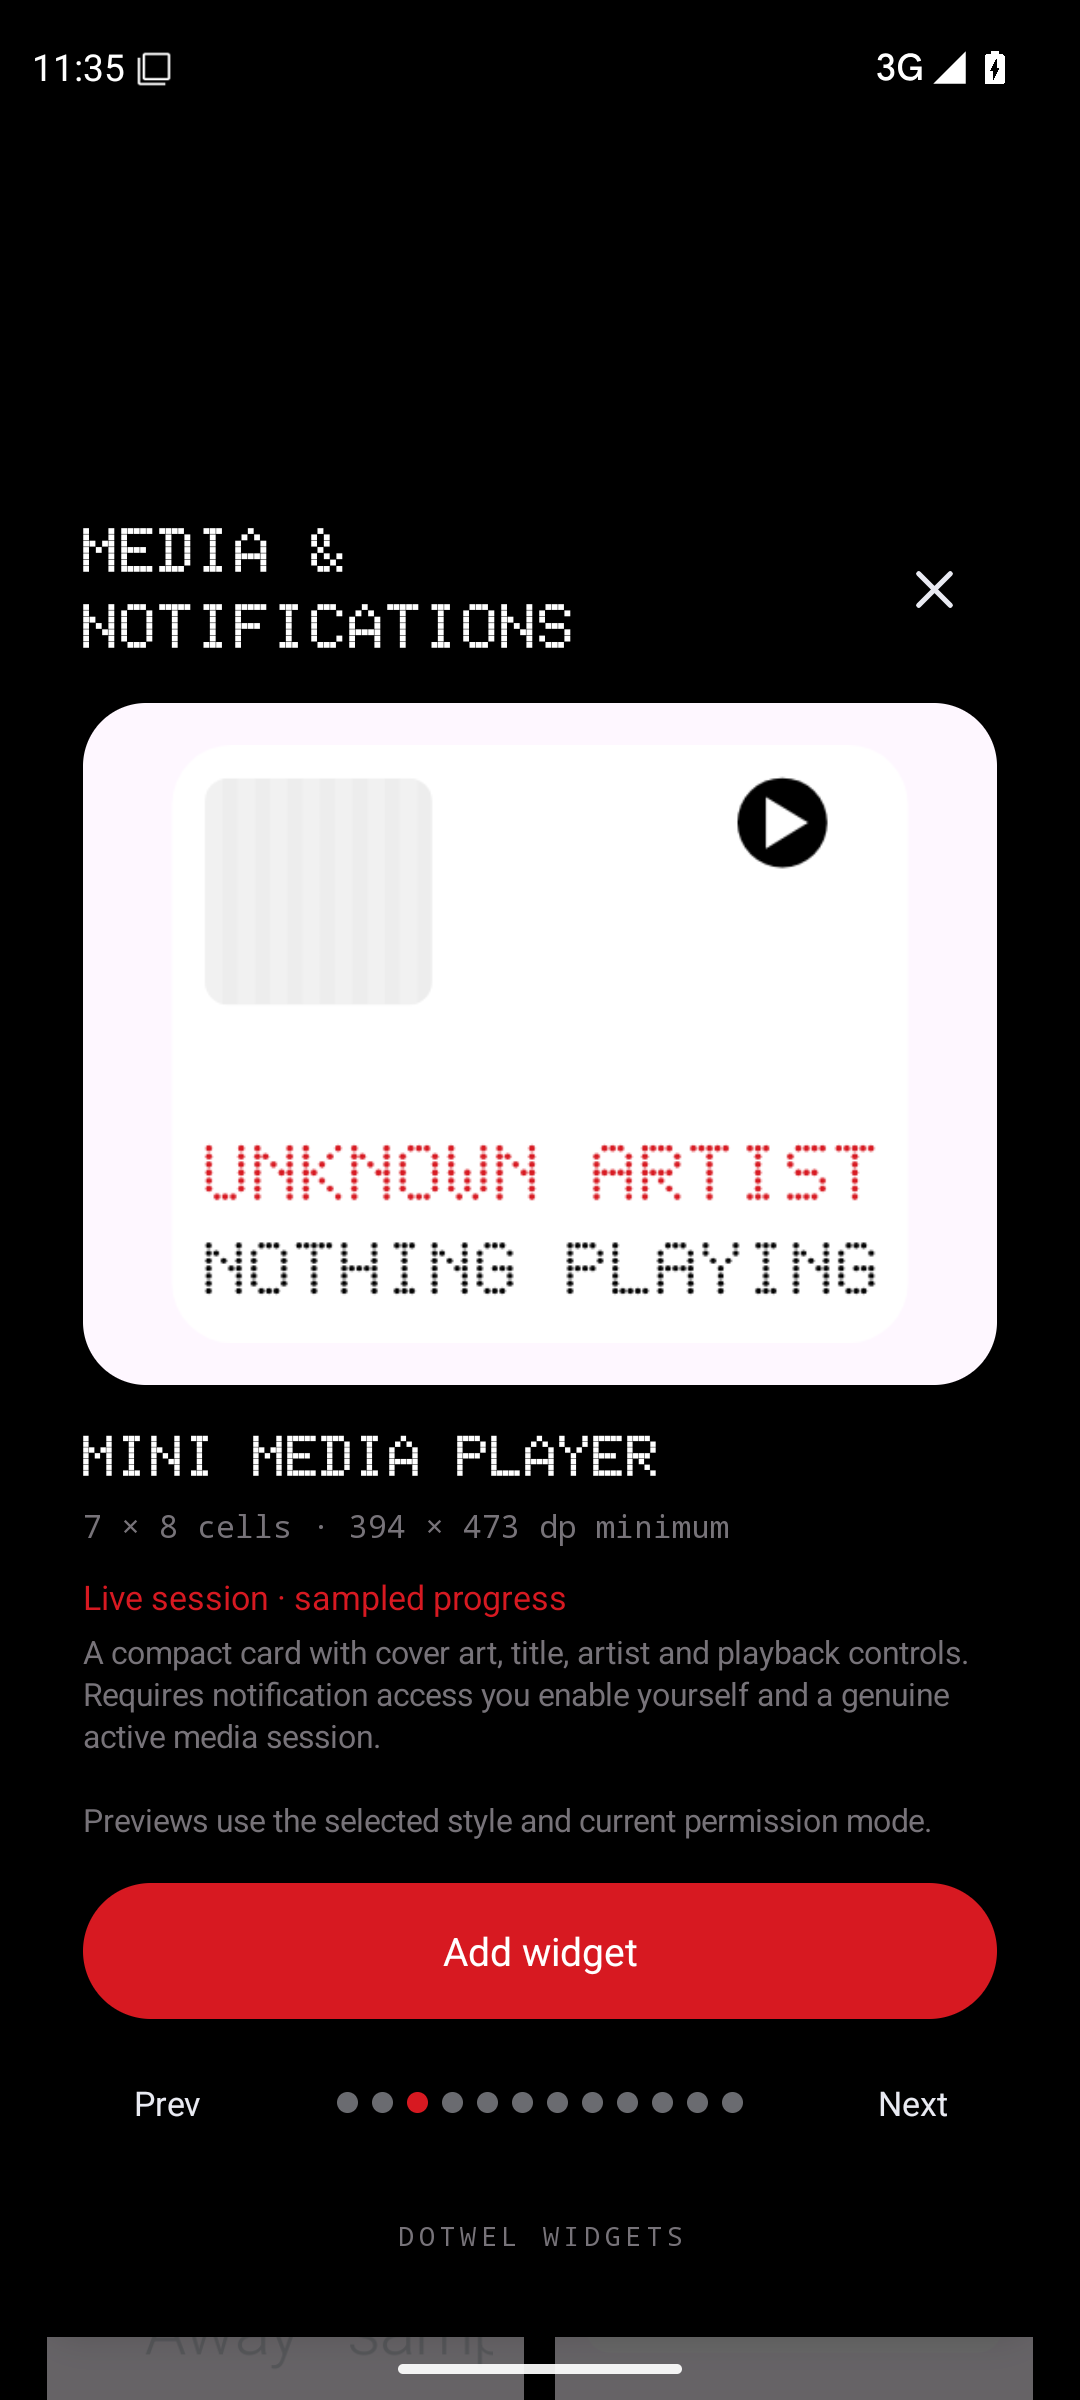 11:35
3G
MEDIA &
NOTIFICATIONS
UNKNOWN ARTIST
NOTHING PLAYING
MINI MEDIA PLAYER
7 × 8 cells · 394 × 473 dp minimum
Live session · sampled progress
A compact card with cover art, title, artist and playback controls.
Requires notification access you enable yourself and a genuine
active media session.
Previews use the selected style and current permission mode.
Add widget
Prev
Next
DOTWEL WIDGETS
Away